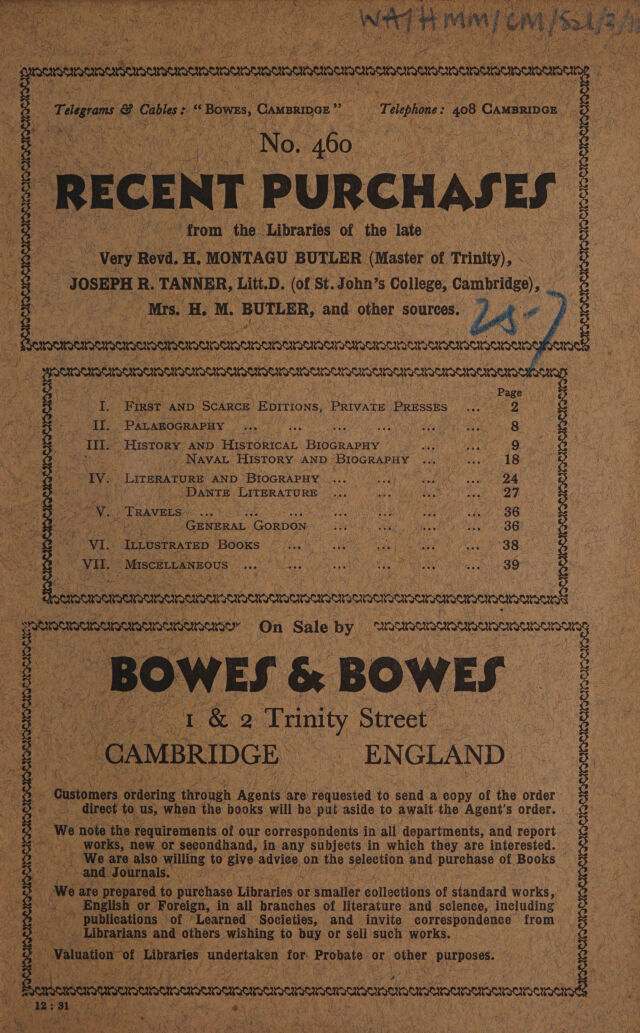 WA/HMM/CM/Sal/2/
Telegrams & Cables: "Bowes, Cambridge" Telephone: 408 Cambridge
No. 460
RECENT PURCHASES
from the Libraries of the late
Very Revd. H. MONTAGU BUTLER (Master of Trinity),
JOSEPH R. TANNER, Litt.D. (of St. John's College, Cambridge),
Mrs. H. M. BUTLER, and other sources.
25-7
Page
I. First and Scarce Editions, Private Presses ... 2
II. Palaeography ... ... ... ... ... ... 8
III. History and Historical Biography ... ... 9
Naval History and Biography ... ... 18
IV. Literature and Biography ... ... ... ... 24
Dante Literature ... ... ... ... 27
V. Travels ... ... ... ... ... ... ... 36
General Gordon ... ... ... ... 36
VI. Illustrated Books ... ... ... ... ... 38
VII. Miscellaneous ... ... ... ... ... ... 39
On Sale by
BOWES & BOWES
1 & 2 Trinity Street
CAMBRIDGE ENGLAND
Customers ordering through Agents are requested to send a copy of the order
direct to us, when the books will be put aside to await the Agent's order.
We note the requirements of our correspondents in all departments, and report
works, new or secondhand, in any subjects in which they are interested.
We are also willing to give advice on the selection and purchase of Books
and Journals.
We are prepared to purchase Libraries or smaller collections of standard works,
English or Foreign, in all branches of literature and science, including
publications of Learned Societies, and invite correspondence from
Librarians and others wishing to buy or sell such works.
Valuation of Libraries undertaken for Probate or other purposes.
12 : 31